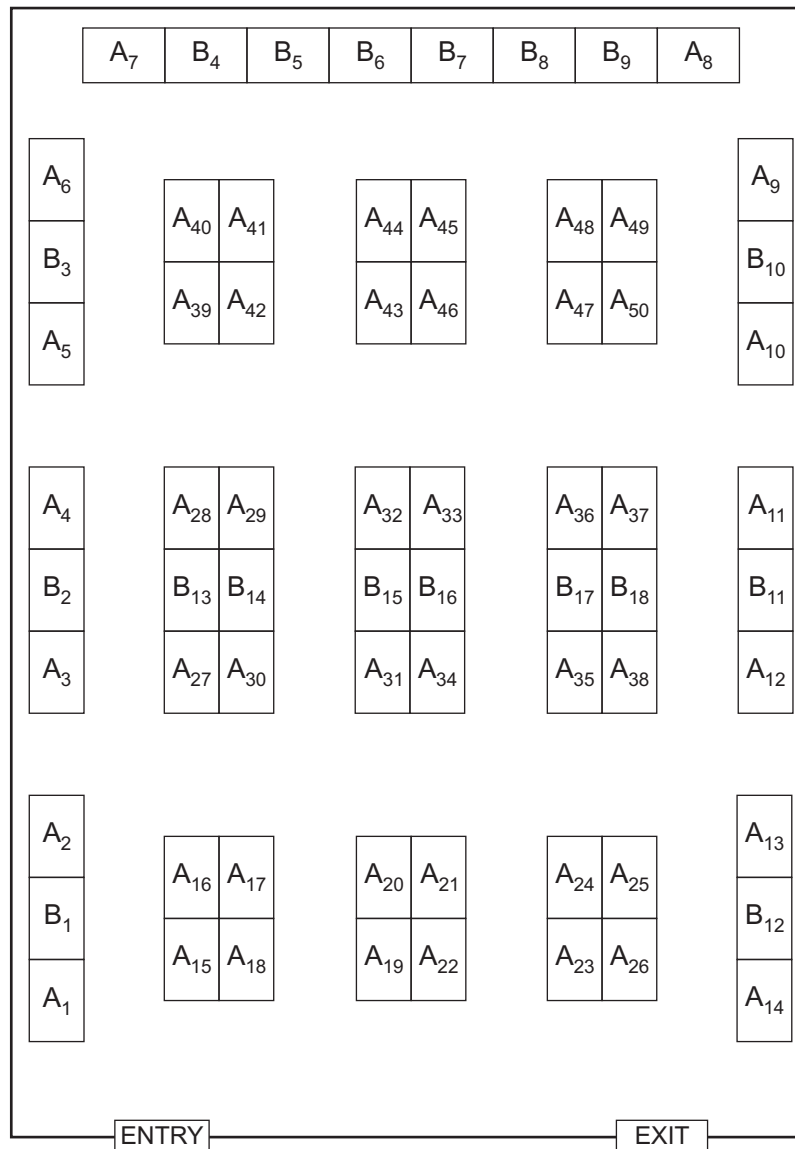 A₇ B₄ B₅ B₆ B₇ B₈ B₉ A₈
A₆ A₉
A₄₀ A₄₁ A₄₄ A₄₅ A₄₈ A₄₉
B₃ B₁₀
A₃₉ A₄₂ A₄₃ A₄₆ A₄₇ A₅₀
A₅ A₁₀
A₄ A₂₈ A₂₉ A₃₂ A₃₃ A₃₆ A₃₇ A₁₁
B₂ B₁₃ B₁₄ B₁₅ B₁₆ B₁₇ B₁₈ B₁₁
A₃ A₂₇ A₃₀ A₃₁ A₃₄ A₃₅ A₃₈ A₁₂
A₂ A₁₃
A₁₆ A₁₇ A₂₀ A₂₁ A₂₄ A₂₅
B₁ B₁₂
A₁₅ A₁₈ A₁₉ A₂₂ A₂₃ A₂₆
A₁ A₁₄
ENTRY EXIT